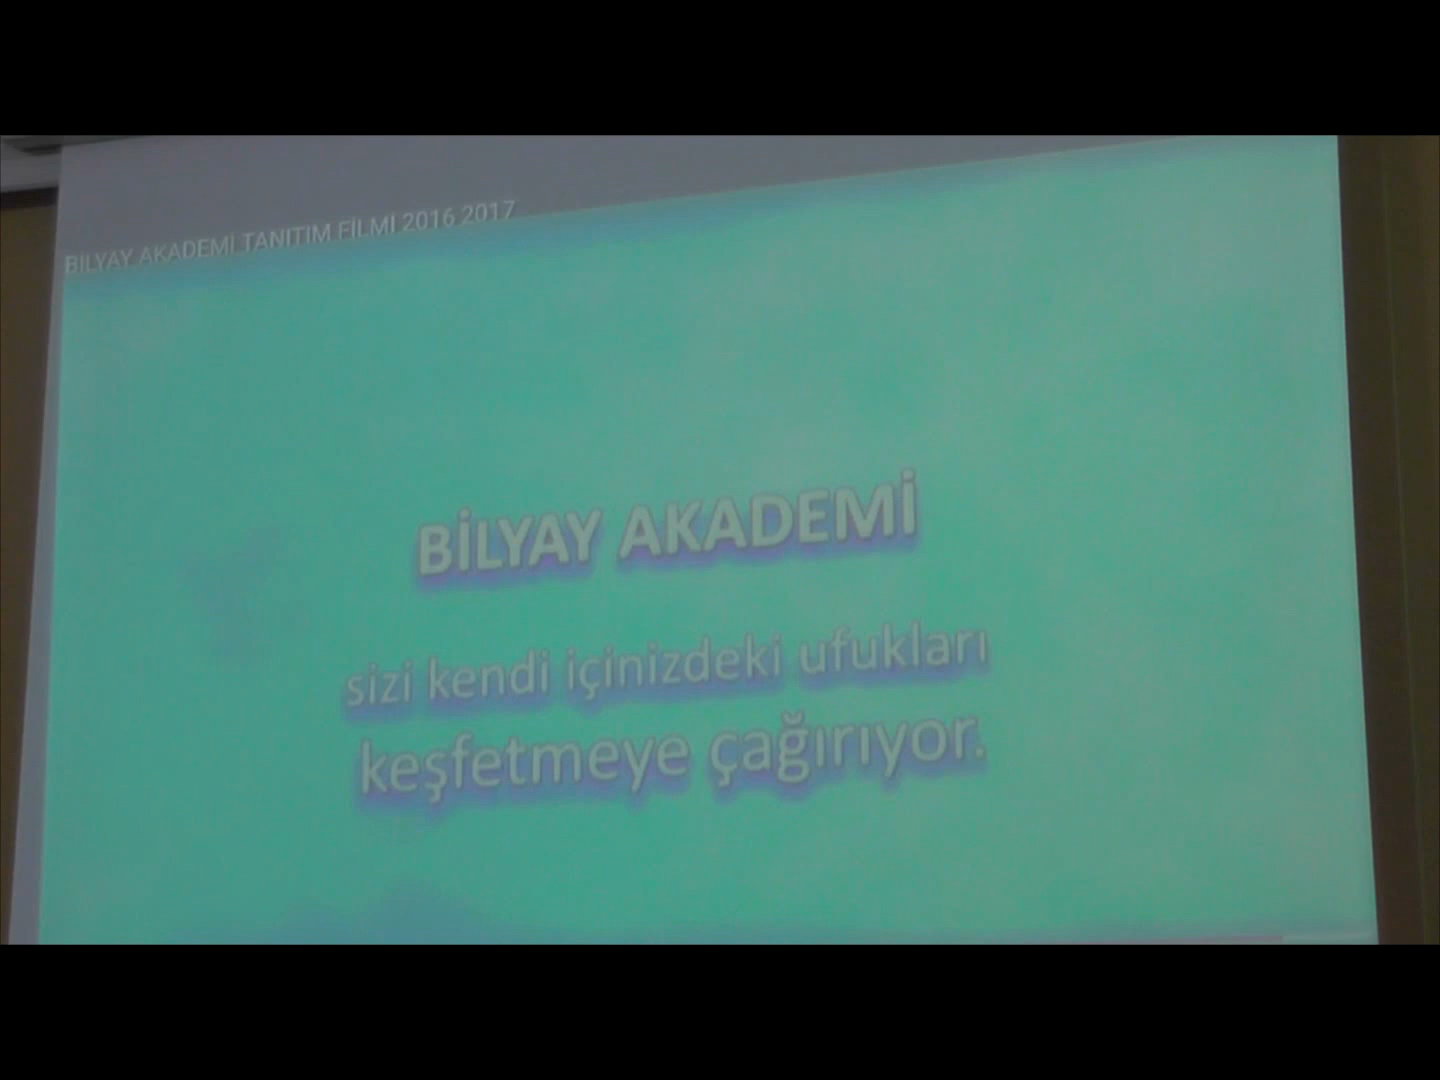 BİLYAY AKADEMİ TANITIM FİLMİ 2016 2017
BİLYAY AKADEMİ
sizi kendi içinizdeki ufukları
keşfetmeye çağırıyor.